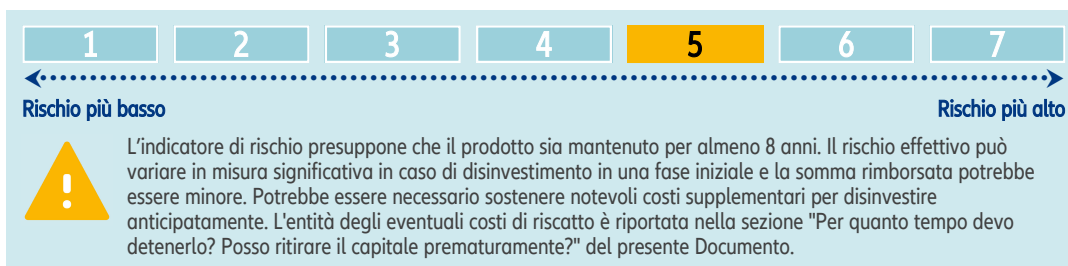 1 2 3 4 5 6 7
Rischio più basso Rischio più alto
L'indicatore di rischio presuppone che il prodotto sia mantenuto per almeno 8 anni. Il rischio effettivo può
variare in misura significativa in caso di disinvestimento in una fase iniziale e la somma rimborsata potrebbe
essere minore. Potrebbe essere necessario sostenere notevoli costi supplementari per disinvestire
anticipatamente. L'entità degli eventuali costi di riscatto è riportata nella sezione "Per quanto tempo devo
detenerlo? Posso ritirare il capitale prematuramente?" del presente Documento.